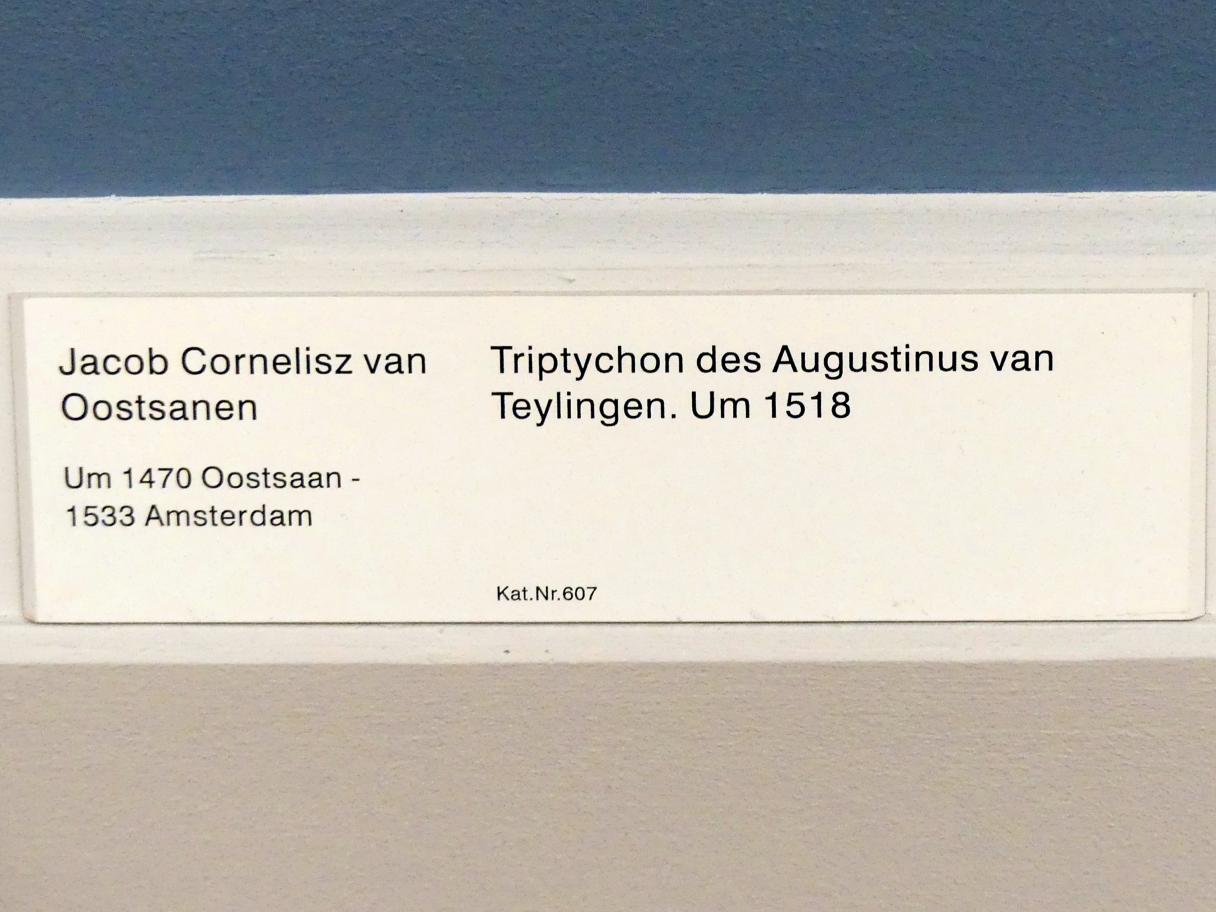 Jacob Cornelisz van
Oostsanen
Um 1470 Oostsaan -
1533 Amsterdam
Triptychon des Augustinus van
Teylingen. Um 1518
Kat.Nr.607